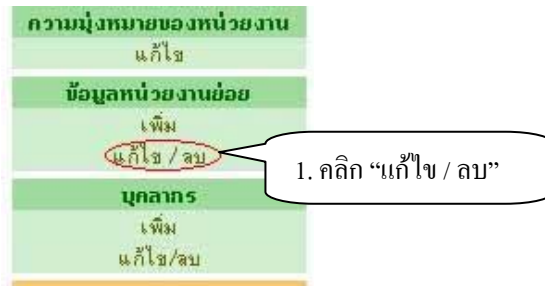 ความมุ่งหมายของหน่วยงาน
แก้ไข
ข้อมูลหน่วยงานย่อย
เพิ่ม
แก้ไข / ลบ
1. คลิก “แก้ไข / ลบ”
บุคลากร
เพิ่ม
แก้ไข/ลบ